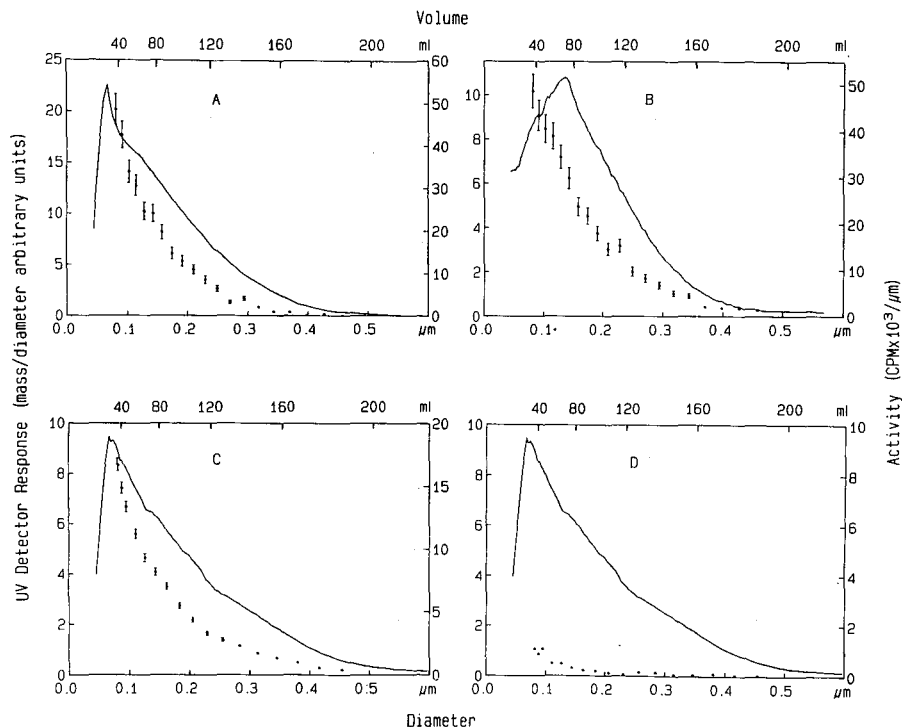 Volume
40 80 120 160 200 ml
40 80 120 160 200 ml
25 20 15 10 5 0
60 50 40 30 20 10 0
A
0.0 0.1 0.2 0.3 0.4 0.5 μm
10 8 6 4 2 0
50 40 30 20 10 0
B
0.0 0.1 0.2 0.3 0.4 0.5 μm
UV Detector Response (mass/diameter arbitrary units)
Activity (CPM×10³/μm)
40 80 120 160 200 ml
40 80 120 160 200 ml
10 8 6 4 2 0
20 15 10 5 0
C
0.0 0.1 0.2 0.3 0.4 0.5 μm
10 8 6 4 2 0
10 8 6 4 2 0
D
0.0 0.1 0.2 0.3 0.4 0.5 μm
Diameter